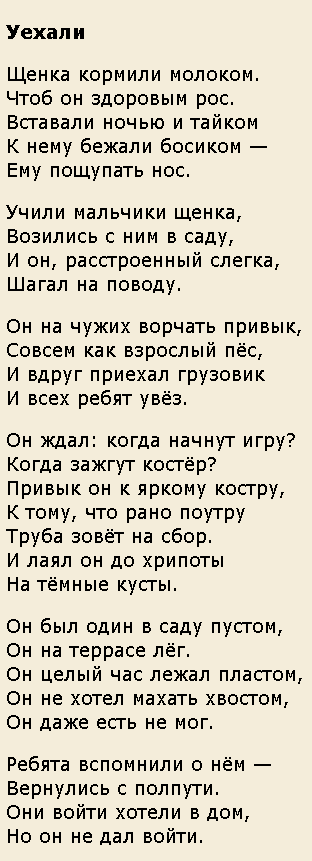 Уехали
Щенка кормили молоком.
Чтоб он здоровым рос.
Вставали ночью и тайком
К нему бежали босиком —
Ему пощупать нос.
Учили мальчики щенка,
Возились с ним в саду,
И он, расстроенный слегка,
Шагал на поводу.
Он на чужих ворчать привык,
Совсем как взрослый пёс,
И вдруг приехал грузовик
И всех ребят увёз.
Он ждал: когда начнут игру?
Когда зажгут костёр?
Привык он к яркому костру,
К тому, что рано поутру
Труба зовёт на сбор.
И лаял он до хрипоты
На тёмные кусты.
Он был один в саду пустом,
Он на террасе лёг.
Он целый час лежал пластом,
Он не хотел махать хвостом,
Он даже есть не мог.
Ребята вспомнили о нём —
Вернулись с полпути.
Они войти хотели в дом,
Но он не дал войти.